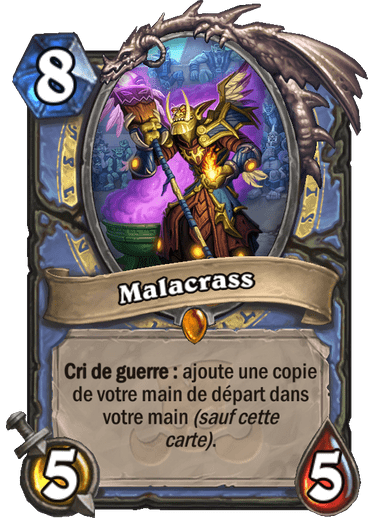 8
Malacrass
Cri de guerre : ajoute une copie
de votre main de départ dans
votre main (sauf cette
carte).
5
5